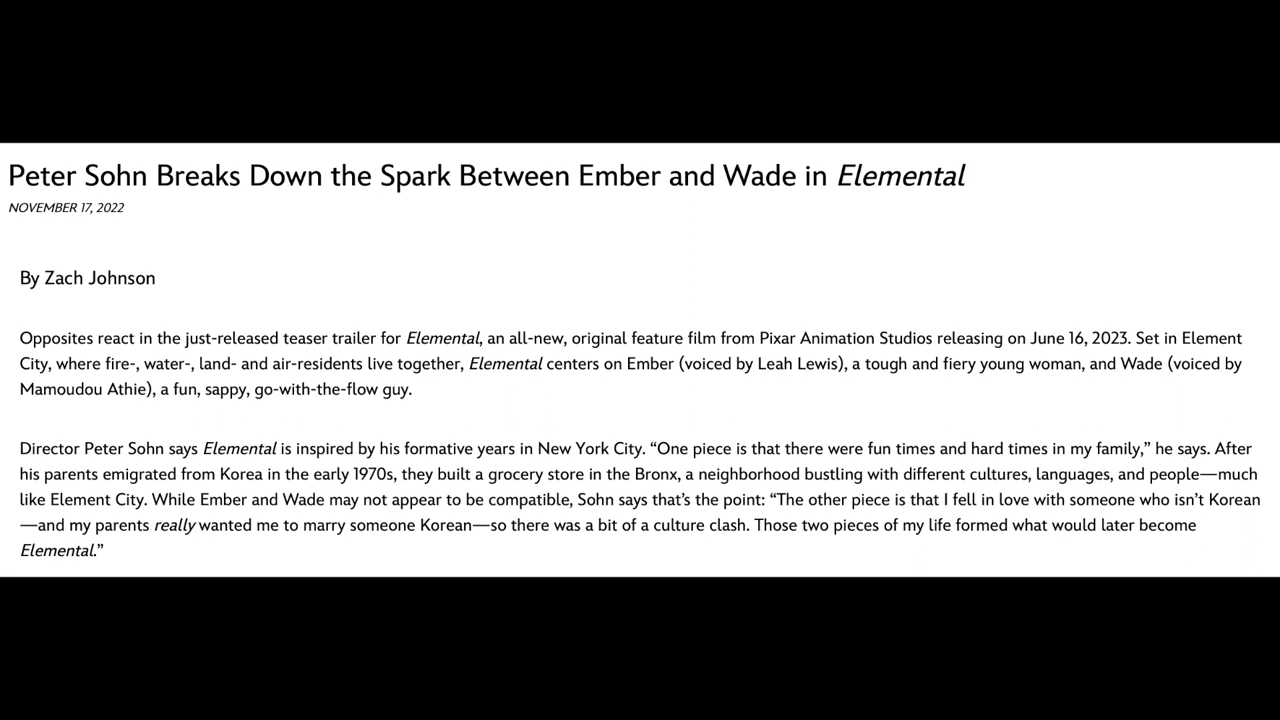 Peter Sohn Breaks Down the Spark Between Ember and Wade in Elemental
NOVEMBER 17, 2022
By Zach Johnson
Opposites react in the just-released teaser trailer for Elemental, an all-new, original feature film from Pixar Animation Studios releasing on June 16, 2023. Set in Element
City, where fire-, water-, land- and air-residents live together, Elemental centers on Ember (voiced by Leah Lewis), a tough and fiery young woman, and Wade (voiced by
Mamoudou Athie), a fun, sappy, go-with-the-flow guy.
Director Peter Sohn says Elemental is inspired by his formative years in New York City. “One piece is that there were fun times and hard times in my family,” he says. After
his parents emigrated from Korea in the early 1970s, they built a grocery store in the Bronx, a neighborhood bustling with different cultures, languages, and people—much
like Element City. While Ember and Wade may not appear to be compatible, Sohn says that’s the point: “The other piece is that I fell in love with someone who isn’t Korean
—and my parents really wanted me to marry someone Korean—so there was a bit of a culture clash. Those two pieces of my life formed what would later become
Elemental.”